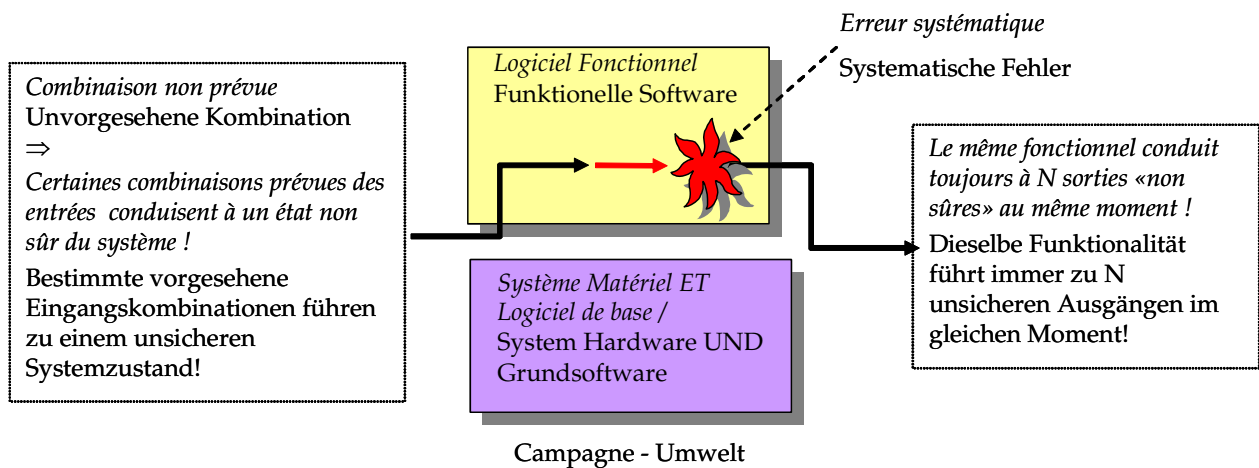 Combinaison non prévue
Unvorgesehene Kombination
⇒
Certaines combinaisons prévues des
entrées conduisent à un état non
sûr du système !
Bestimmte vorgesehene
Eingangskombinationen führen
zu einem unsicheren
Systemzustand!
Logiciel Fonctionnel
Funktionelle Software
Erreur systématique
Systematische Fehler
Système Matériel ET
Logiciel de base /
System Hardware UND
Grundsoftware
Le même fonctionnel conduit
toujours à N sorties «non
sûres» au même moment !
Dieselbe Funktionalität
führt immer zu N
unsicheren Ausgängen im
gleichen Moment!
Campagne - Umwelt